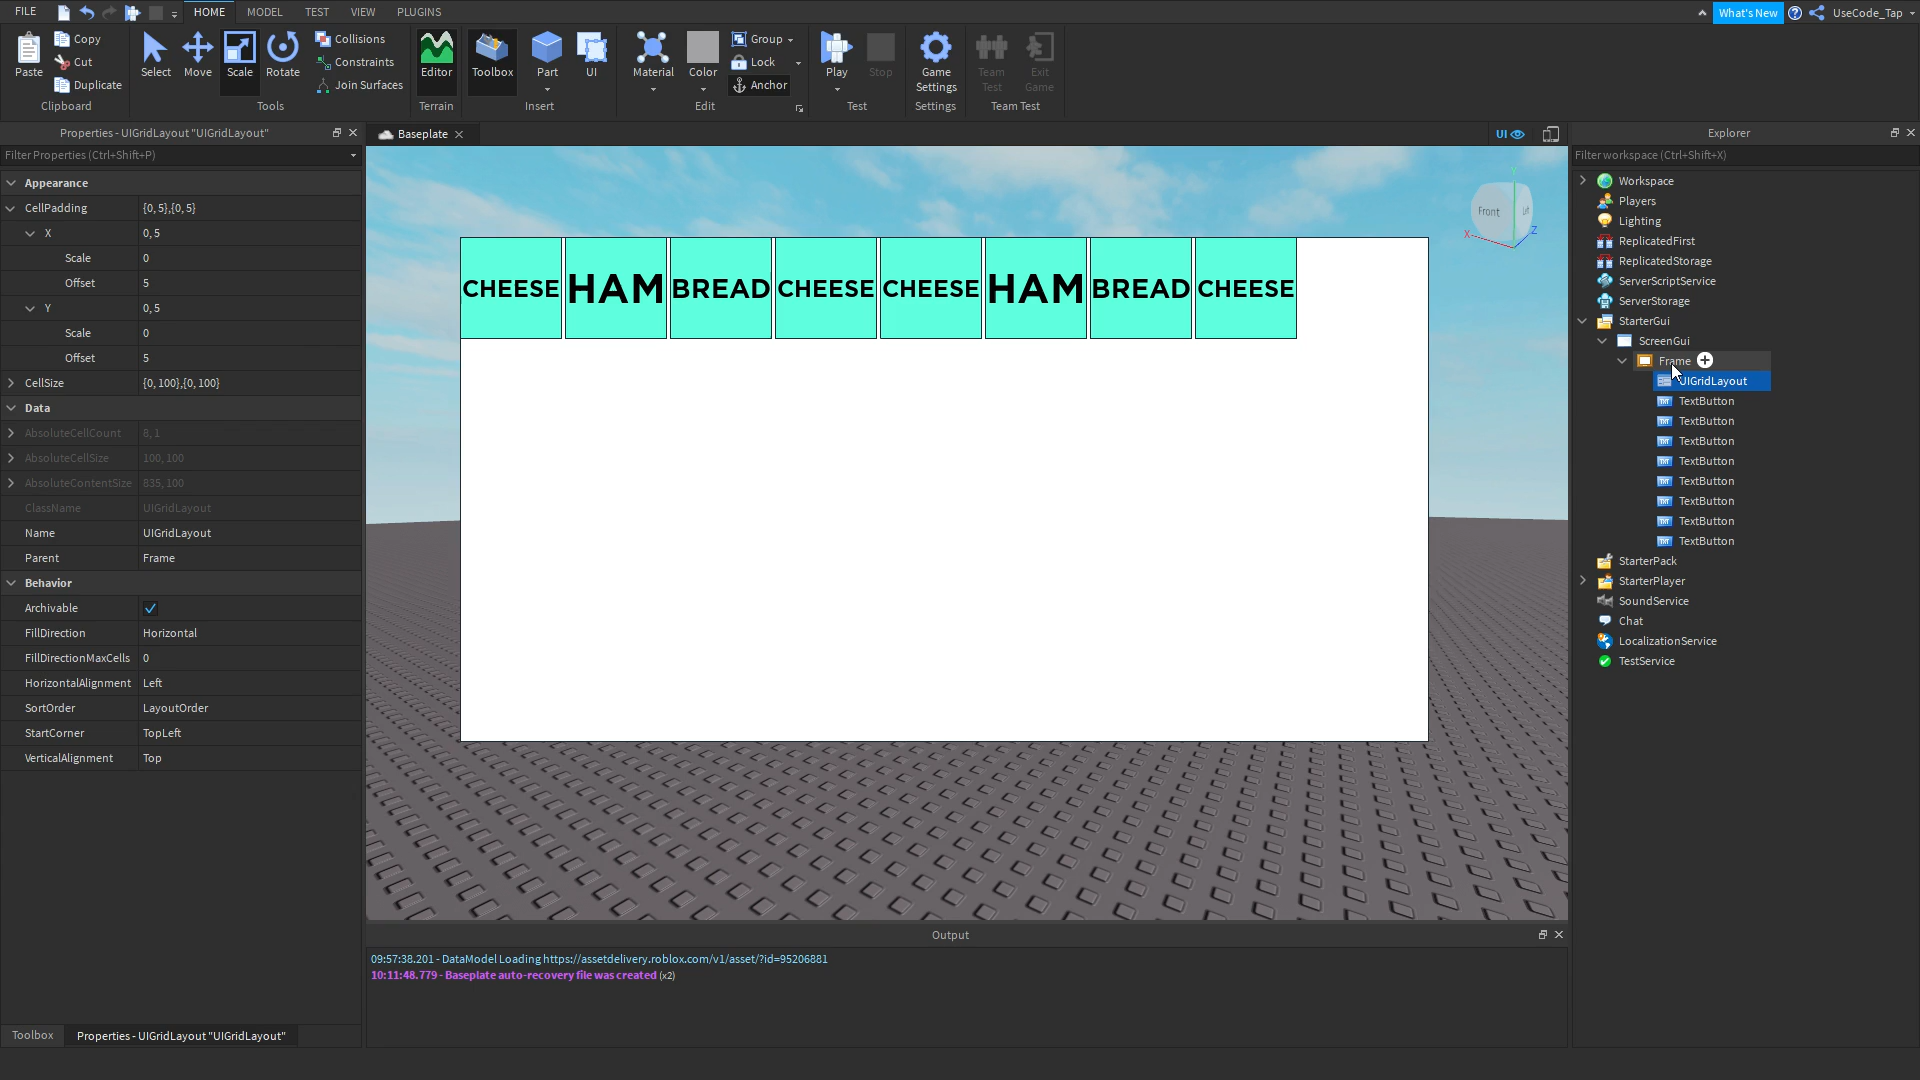 FILE HOME MODEL TEST VIEW PLUGINS What's New UseCode_Tap
Copy Collisions Group
Cut Constraints Lock
Paste Select Move Scale Rotate Editor Toolbox Part UI Material Color Play Stop Game Settings Team Test Exit Game
Duplicate Join Surfaces Anchor
Clipboard Tools Terrain Insert Edit Test Settings Team Test
Properties - UIGridLayout "UIGridLayout"
Filter Properties (Ctrl+Shift+P)
Appearance
CellPadding {0, 5},{0, 5}
X 0, 5
Scale 0
Offset 5
Y 0, 5
Scale 0
Offset 5
CellSize {0, 100},{0, 100}
Data
AbsoluteCellCount 8, 1
AbsoluteCellSize 100, 100
AbsoluteContentSize 835, 100
ClassName UIGridLayout
Name UIGridLayout
Parent Frame
Behavior
Archivable
FillDirection Horizontal
FillDirectionMaxCells 0
HorizontalAlignment Left
SortOrder LayoutOrder
StartCorner TopLeft
VerticalAlignment Top
Toolbox Properties - UIGridLayout "UIGridLayout"
Baseplate UI
Front Lft
X Y Z
CHEESE HAM BREAD CHEESE CHEESE HAM BREAD CHEESE
Output
09:57:38.201 - DataModel Loading https://assetdelivery.roblox.com/v1/asset/?id=95206881
10:11:48.779 - Baseplate auto-recovery file was created (x2)
Explorer
Filter workspace (Ctrl+Shift+X)
Workspace
Players
Lighting
ReplicatedFirst
ReplicatedStorage
ServerScriptService
ServerStorage
StarterGui
ScreenGui
Frame
UIGridLayout
TextButton
TextButton
TextButton
TextButton
TextButton
TextButton
TextButton
TextButton
StarterPack
StarterPlayer
SoundService
Chat
LocalizationService
TestService